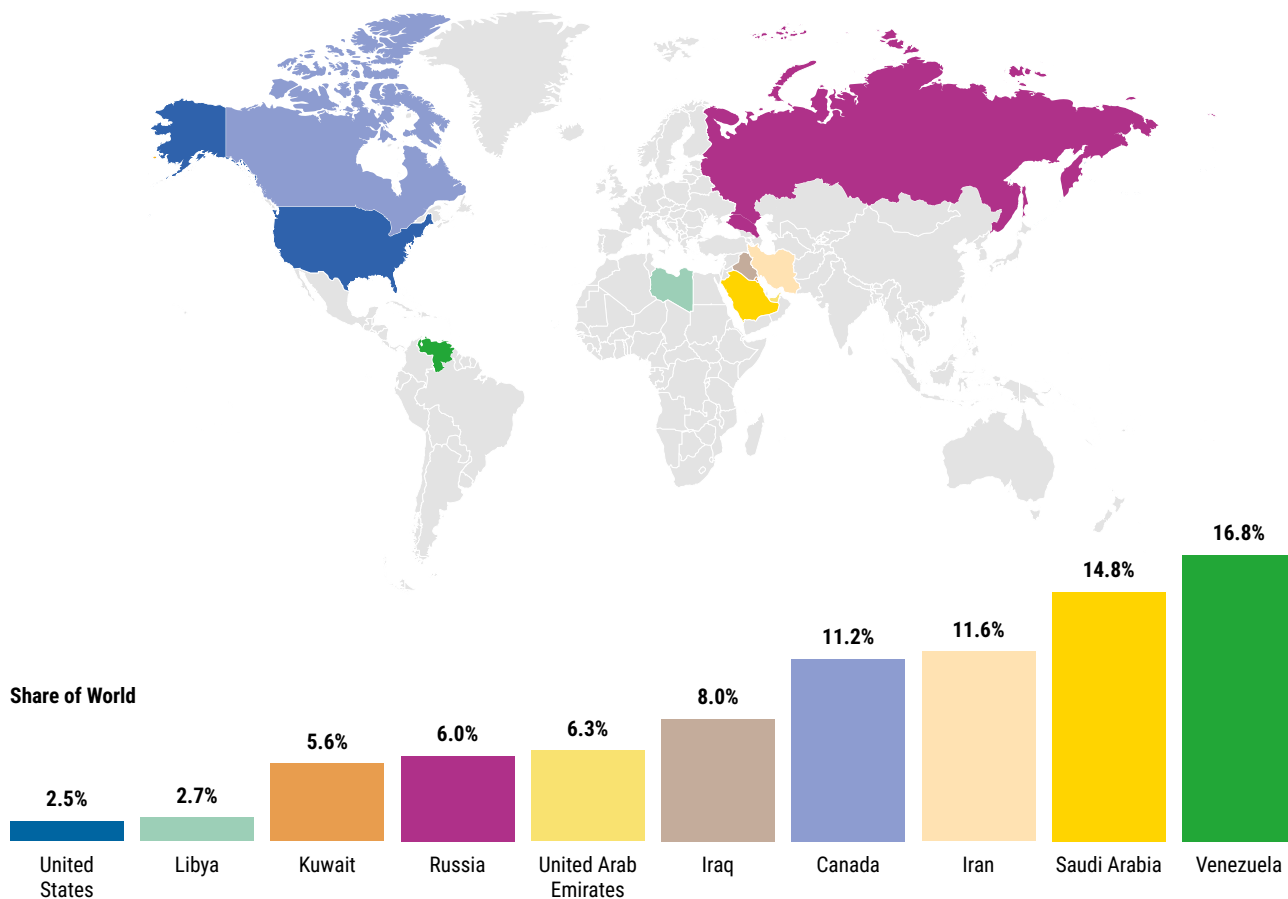 16.8%
14.8%
11.6%
11.2%
Share of World
8.0%
6.3%
6.0%
5.6%
2.7%
2.5%
United
States
Libya
Kuwait
Russia
United Arab
Emirates
Iraq
Canada
Iran
Saudi Arabia
Venezuela